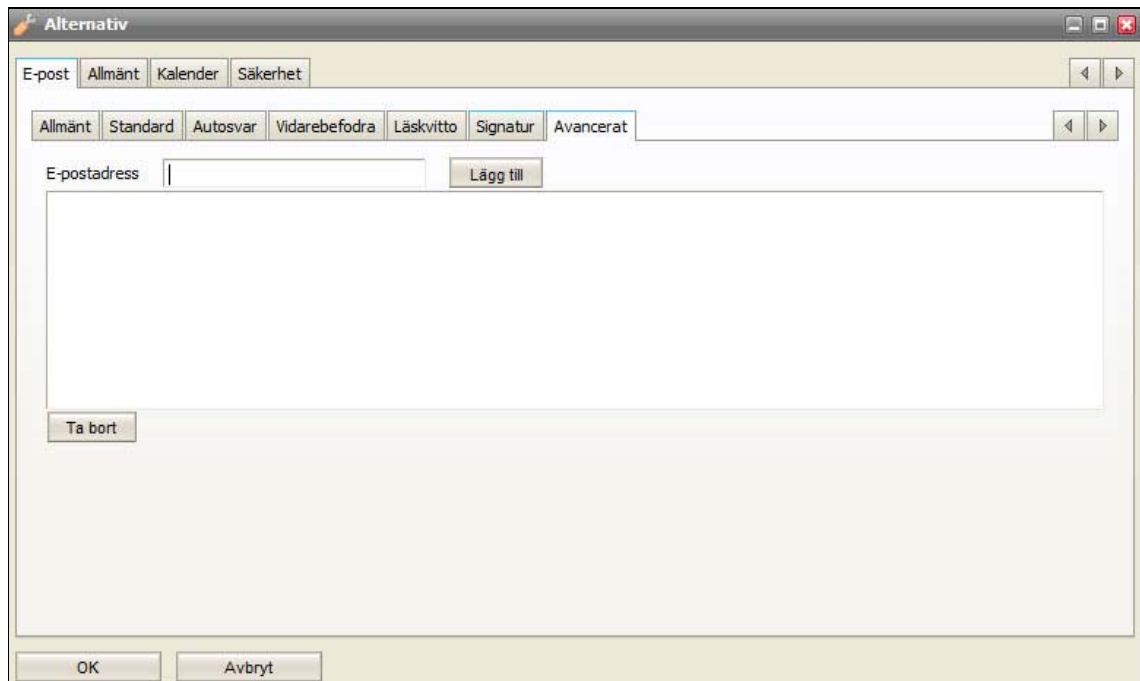 Alternativ
E-post Allmänt Kalender Säkerhet
Allmänt Standard Autosvar Vidarebefodra Läskvitto Signatur Avancerat
E-postadress Lägg till
Ta bort
OK Avbryt